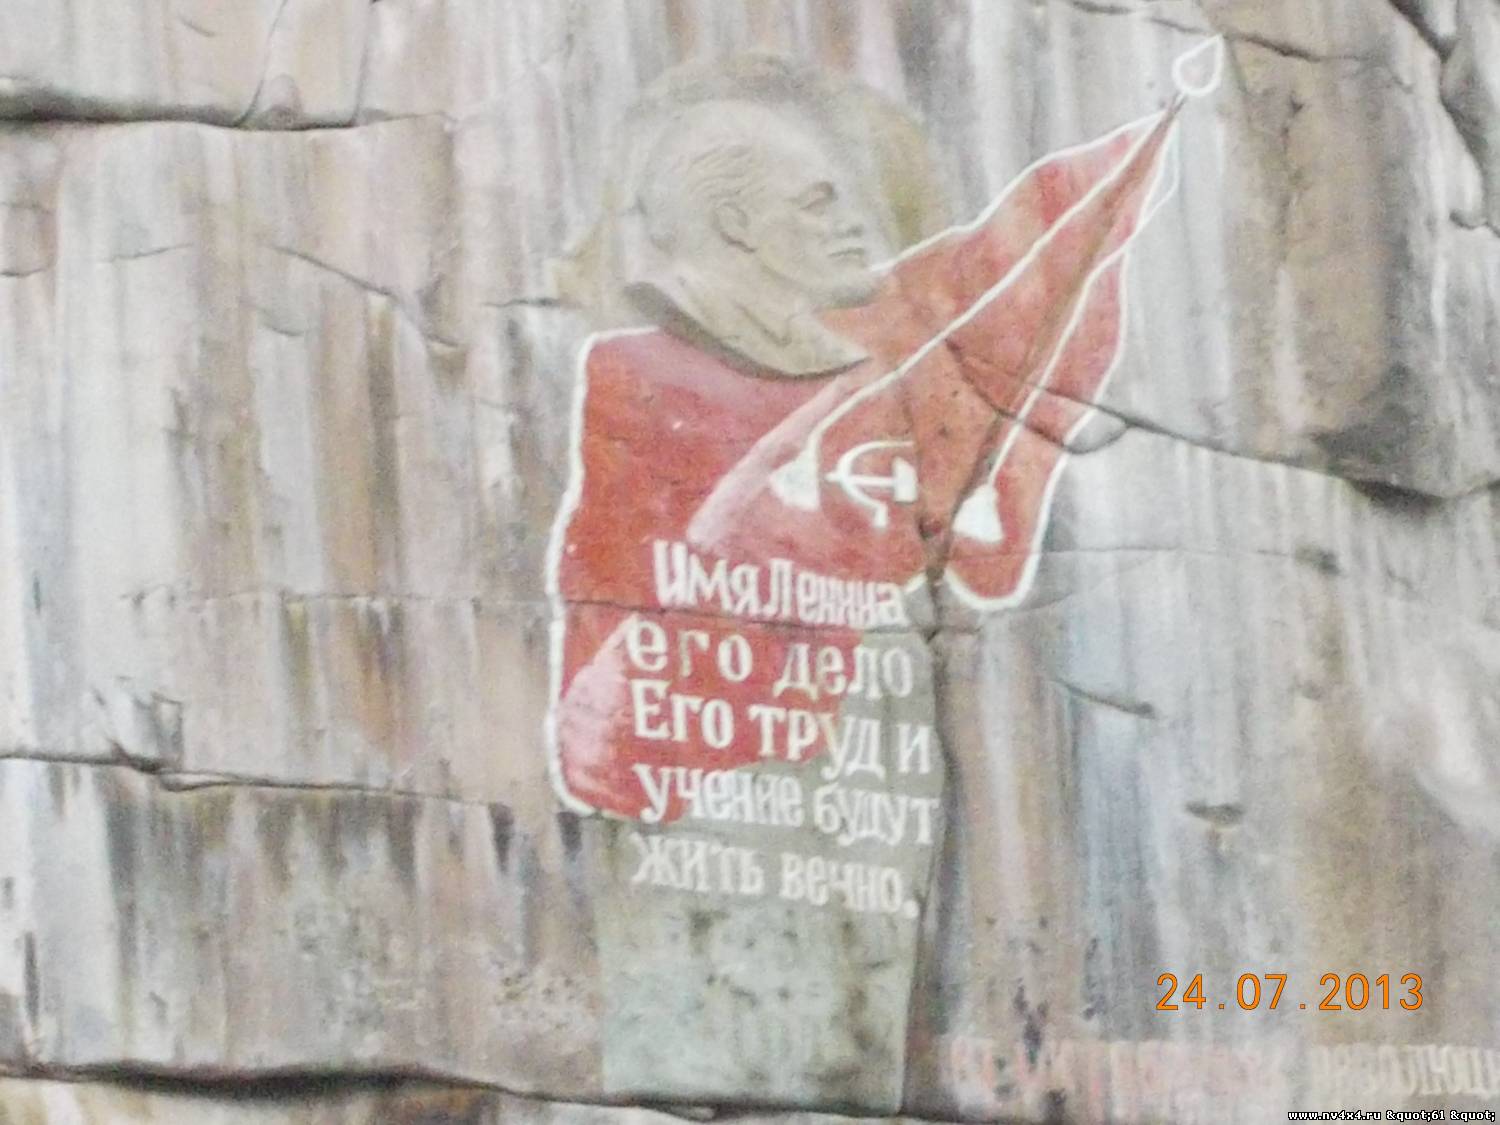 Имя Ленина
его дело
Его труд и
учение будут
жить вечно.
24.07.2013
www.nv4x4.ru &quot;61 &quot;